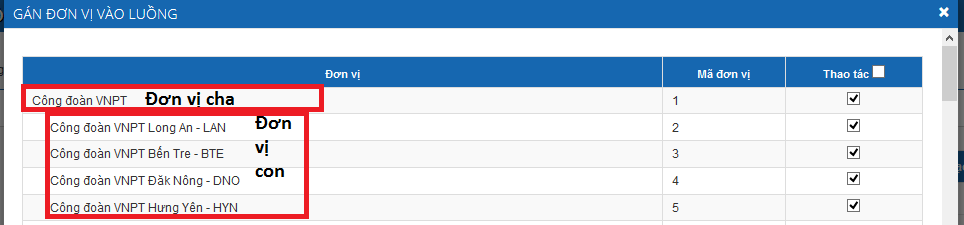 GÁN ĐƠN VỊ VÀO LUỒNG
Đơn vị Mã đơn vị Thao tác
Công đoàn VNPT Đơn vị cha 1
Công đoàn VNPT Long An - LAN Đơn 2
Công đoàn VNPT Bến Tre - BTE vị 3
Công đoàn VNPT Đăk Nông - DNO con 4
Công đoàn VNPT Hưng Yên - HYN 5